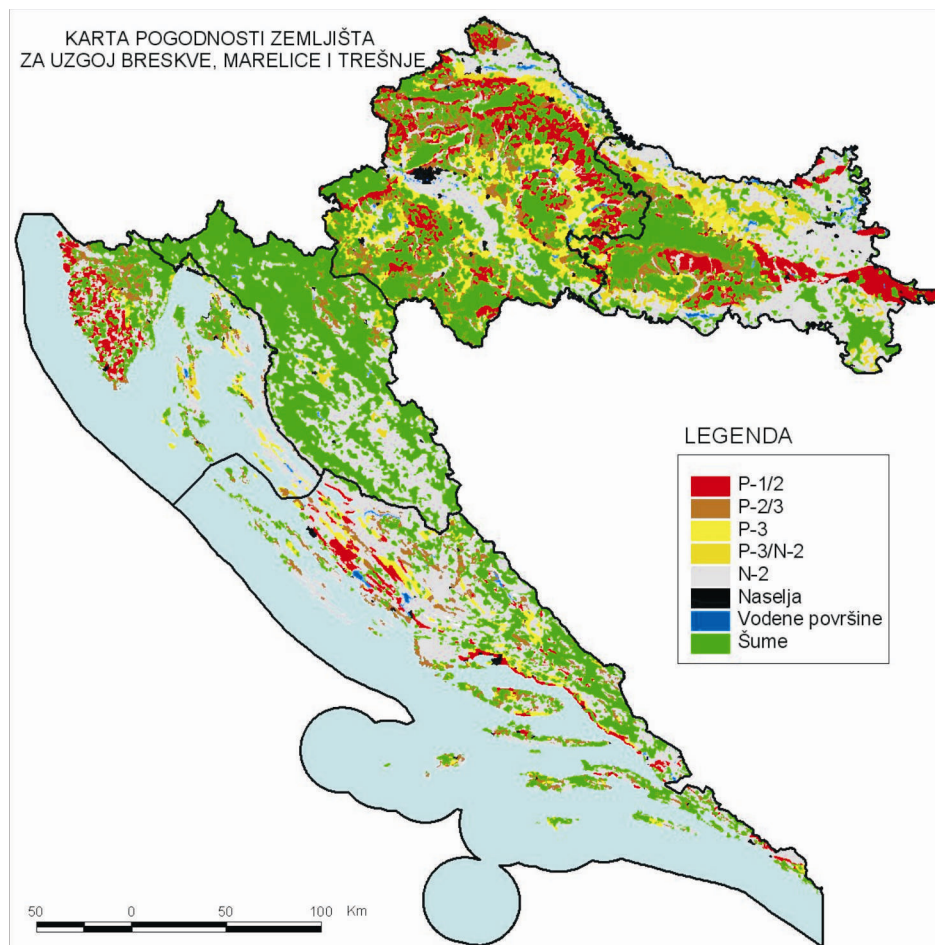 KARTA POGODNOSTI ZEMLJIŠTA
ZA UZGOJ BRESKVE, MARELICE I TREŠNJE
LEGENDA
P-1/2
P-2/3
P-3
P-3/N-2
N-2
Naselja
Vodene površine
Šume
50 0 50 100 Km